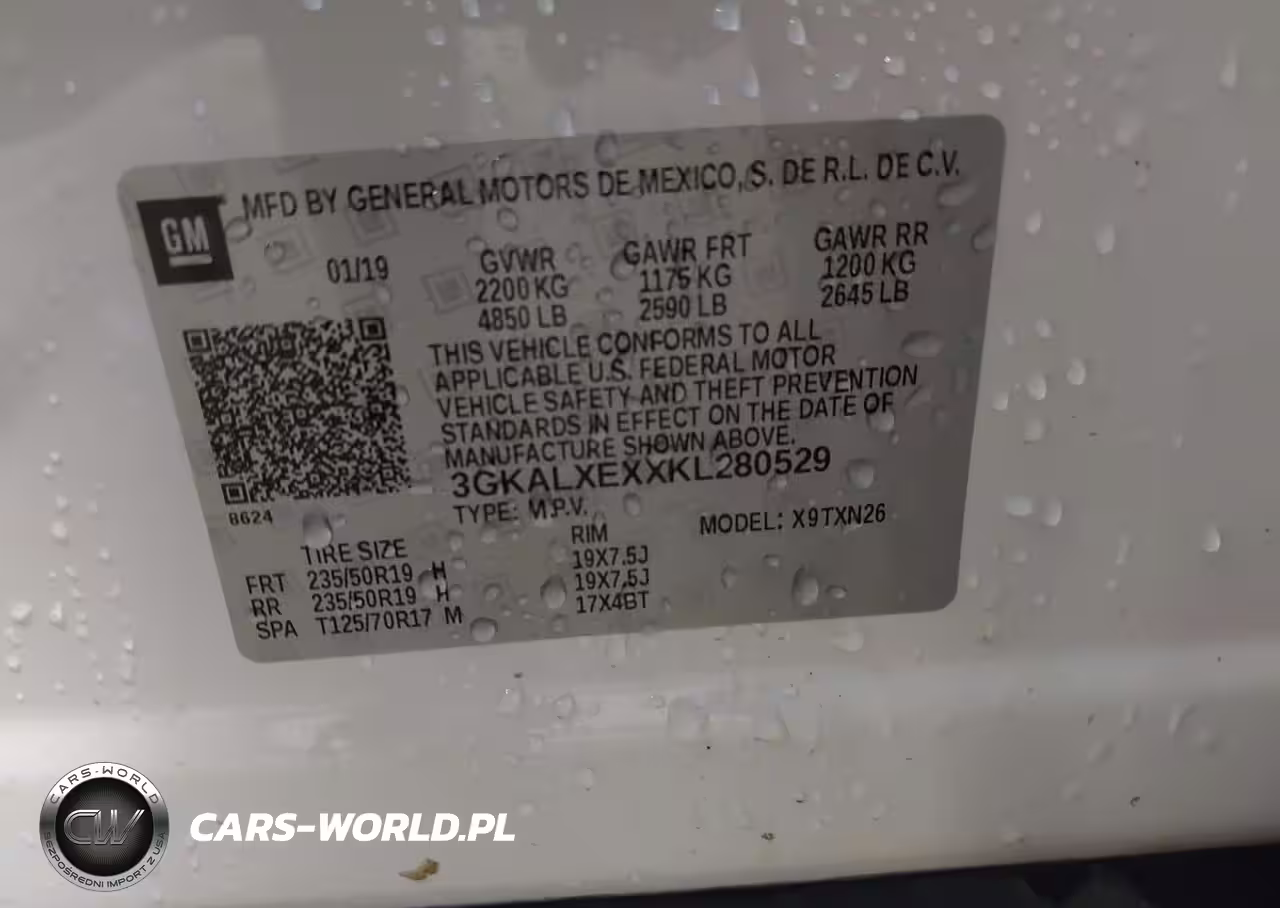 MFD BY GENERAL MOTORS DE MEXICO, S. DE R.L. DE C.V.
GM
01/19 GVWR GAWR FRT GAWR RR
2200 KG 1175 KG 1200 KG
4850 LB 2590 LB 2645 LB
THIS VEHICLE CONFORMS TO ALL
APPLICABLE U.S. FEDERAL MOTOR
VEHICLE SAFETY AND THEFT PREVENTION
STANDARDS IN EFFECT ON THE DATE OF
MANUFACTURE SHOWN ABOVE.
3GKALXEXXKL280529
8624
TYPE: M.P.V. MODEL: X9TXN26
TIRE SIZE RIM
FRT 235/50R19 H 19X7.5J
RR 235/50R19 H 19X7.5J
SPA T125/70R17 M 17X4BT
CARS-WORLD
CW
BEZPOŚREDNI IMPORT Z USA
CARS-WORLD.PL